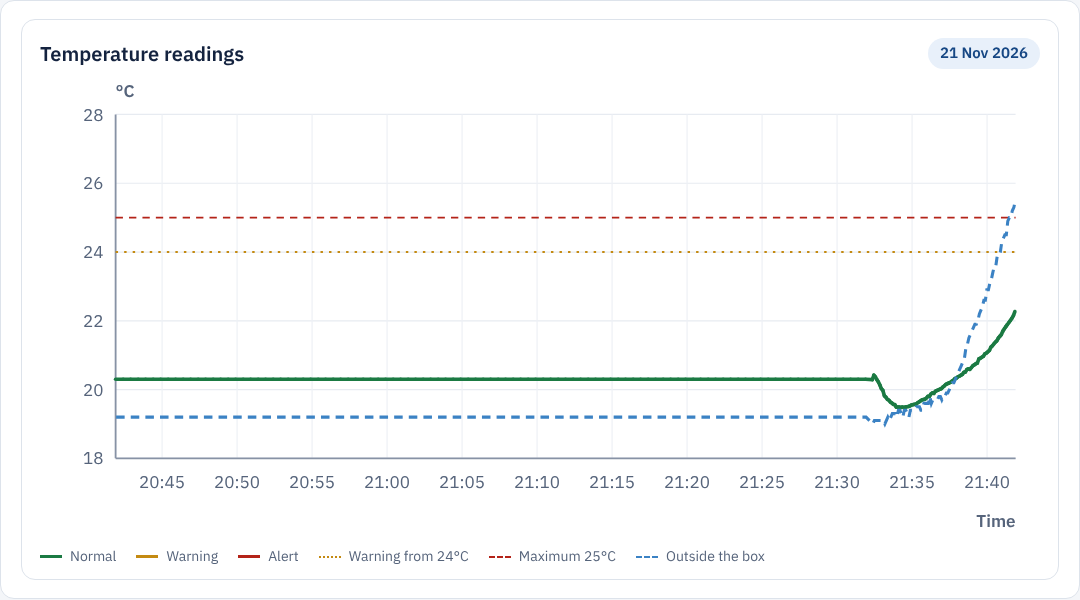 Temperature readings
21 Nov 2026
°C
28
26
24
22
20
18
20:45 20:50 20:55 21:00 21:05 21:10 21:15 21:20 21:25 21:30 21:35 21:40
Time
Normal Warning Alert Warning from 24°C Maximum 25°C Outside the box